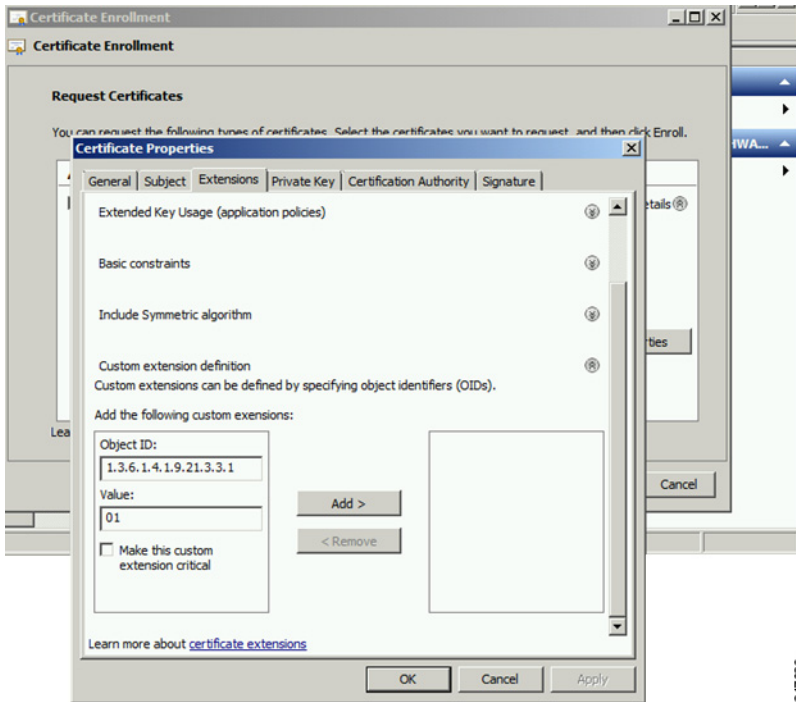 Certificate Enrollment
Certificate Enrollment
Request Certificates
You can request the following types of certificates. Select the certificates you want to request, and then click Enroll.
Certificate Properties
HWA...
General Subject Extensions Private Key Certification Authority Signature
Extended Key Usage (application policies)
etails
Basic constraints
Include Symmetric algorithm
rties
Custom extension definition
Custom extensions can be defined by specifying object identifiers (OIDs).
Add the following custom exensions:
Lea
Object ID:
1.3.6.1.4.1.9.21.3.3.1
Value:
01
Add >
Cancel
< Remove
Make this custom
extension critical
Learn more about certificate extensions
OK Cancel Apply